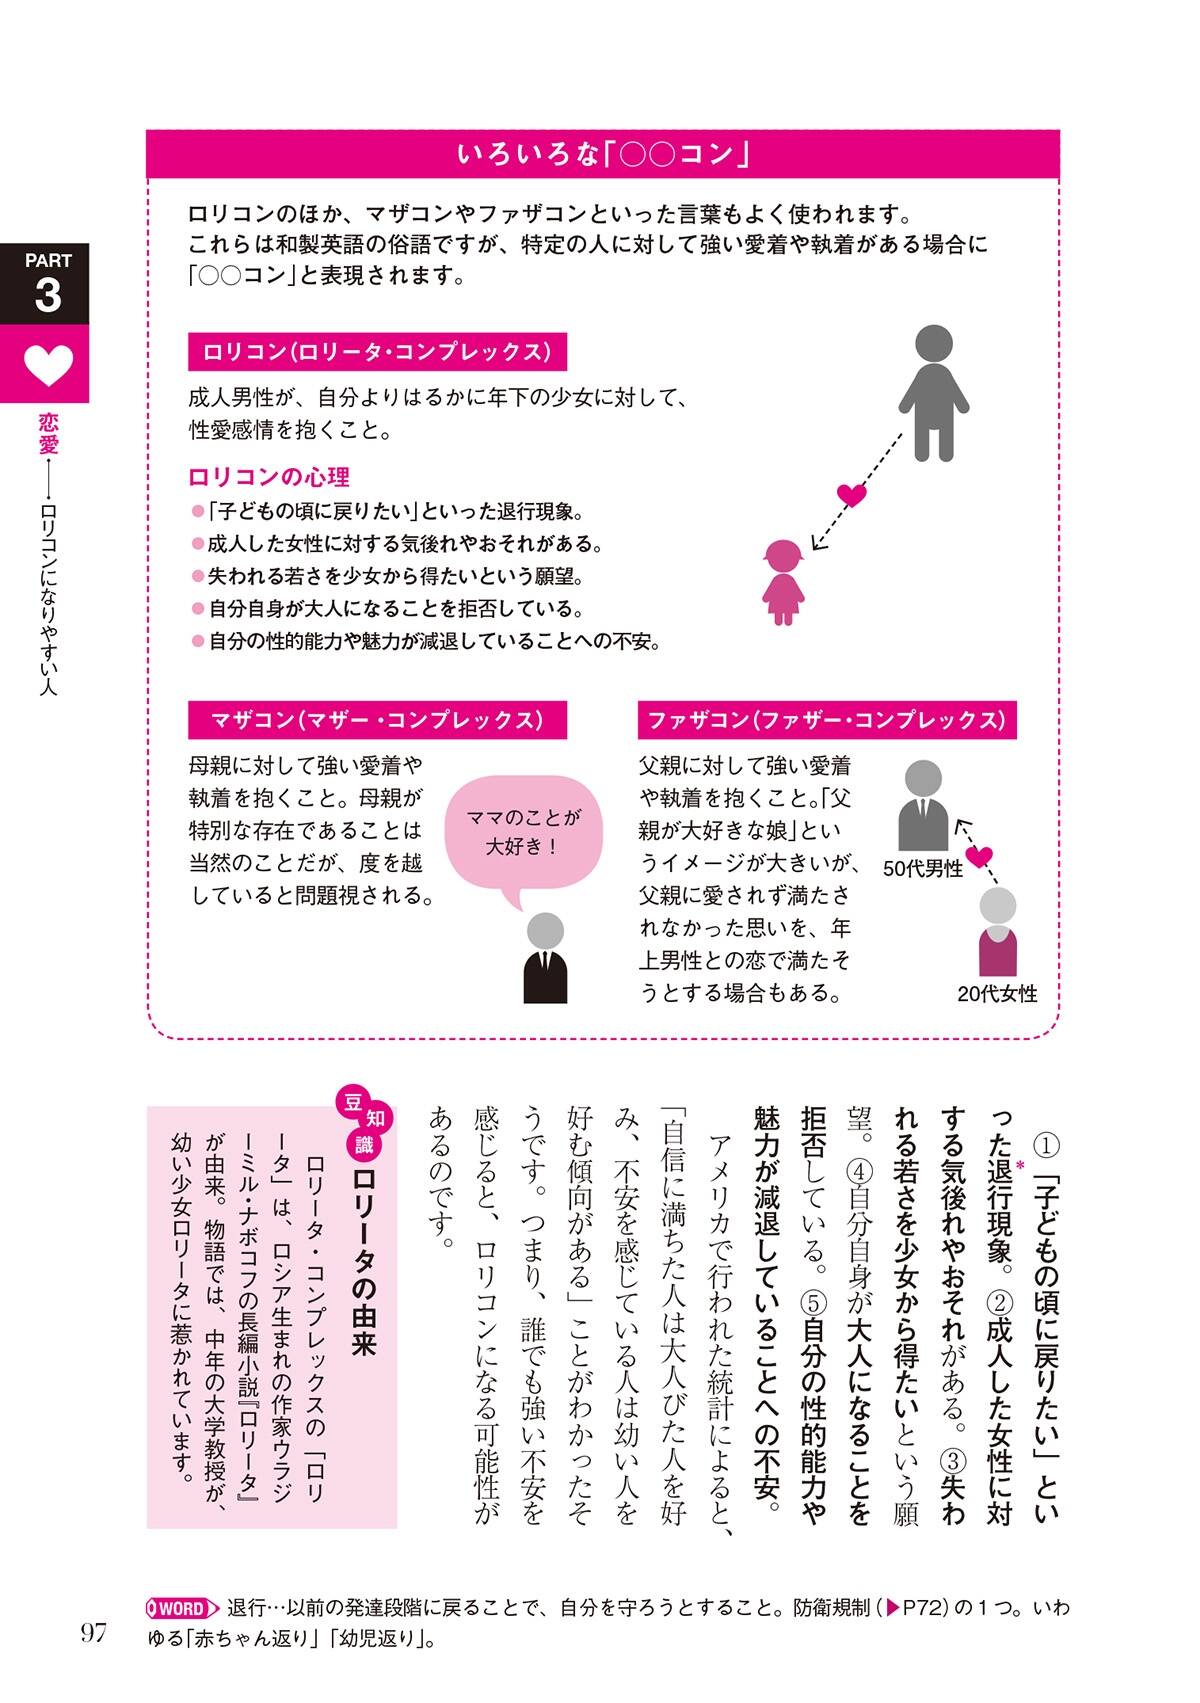 いろいろな「○○コン」
ロリコンのほか、マザコンやファザコンといった言葉もよく使われます。
これらは和製英語の俗語ですが、特定の人に対して強い愛着や執着がある場合に
「○○コン」と表現されます。
PART
3
恋愛――ロリコンになりやすい人
ロリコン（ロリータ・コンプレックス）
成人男性が、自分よりはるかに年下の少女に対して、
性愛感情を抱くこと。
ロリコンの心理
●「子どもの頃に戻りたい」といった退行現象。
●成人した女性に対する気後れやおそれがある。
●失われる若さを少女から得たいという願望。
●自分自身が大人になることを拒否している。
●自分の性的能力や魅力が減退していることへの不安。
マザコン（マザー・コンプレックス）
母親に対して強い愛着や
執着を抱くこと。母親が
特別な存在であることは
当然のことだが、度を越
していると問題視される。
ママのことが
大好き！
ファザコン（ファザー・コンプレックス）
父親に対して強い愛着
や執着を抱くこと。「父
親が大好きな娘」とい
うイメージが大きいが、
父親に愛されず満たさ
れなかった思いを、年
上男性との恋で満たそ
うとする場合もある。
50代男性
20代女性
①「子どもの頃に戻りたい」とい
った退行現象*。②成人した女性に対
する気後れやおそれがある。③失わ
れる若さを少女から得たいという願
望。④自分自身が大人になることを
拒否している。⑤自分の性的能力や
魅力が減退していることへの不安。
アメリカで行われた統計によると、
「自信に満ちた人は大人びた人を好
み、不安を感じている人は幼い人を
好む傾向がある」ことがわかったそ
うです。つまり、誰でも強い不安を
感じると、ロリコンになる可能性が
あるのです。
豆知識
ロリータの由来
ロリータ・コンプレックスの「ロリ
ータ」は、ロシア生まれの作家ウラジ
ーミル・ナボコフの長編小説『ロリータ』
が由来。物語では、中年の大学教授が、
幼い少女ロリータに惹かれています。
WORD 退行…以前の発達段階に戻ることで、自分を守ろうとすること。防衛規制（▶P72）の1つ。いわ
ゆる「赤ちゃん返り」「幼児返り」。
97